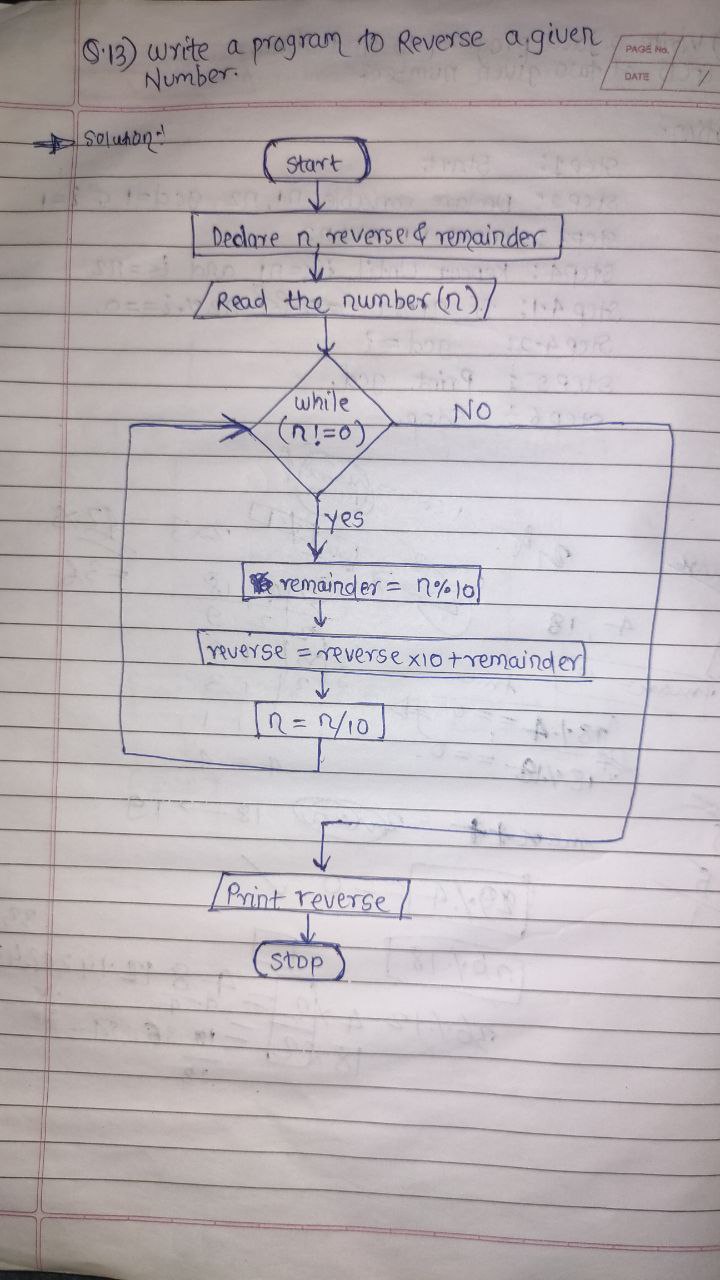 Q.13) Write a program to Reverse a given
Number.
PAGE No.
DATE
Solution:
Start
Declare n, reverse & remainder
Read the number(n)
while
(n!=0)
NO
yes
remainder = n%10
reverse = reverse x10 + remainder
n = n/10
Print reverse
Stop